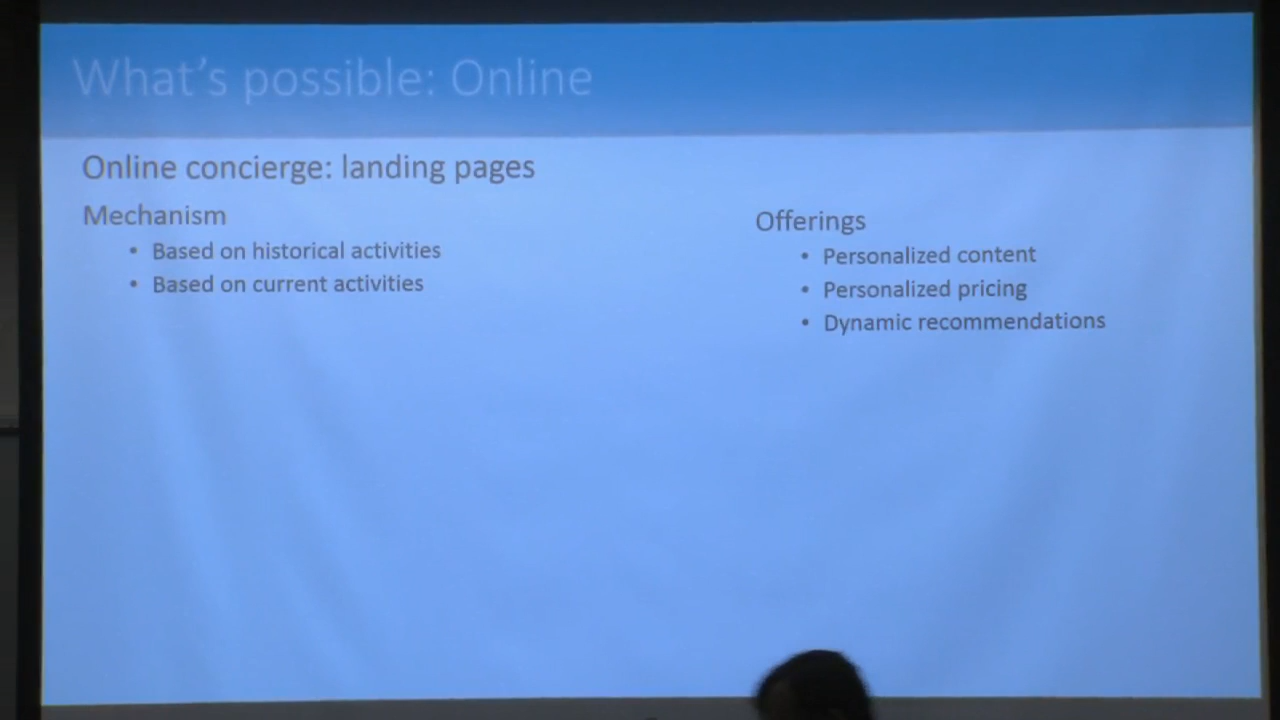 What's possible: Online
Online concierge: landing pages
Mechanism
• Based on historical activities
• Based on current activities
Offerings
• Personalized content
• Personalized pricing
• Dynamic recommendations